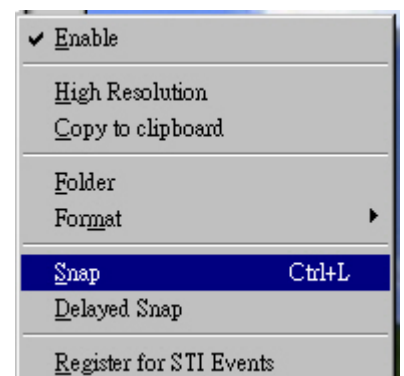 Enable
High Resolution
Copy to clipboard
Folder
Format
Snap Ctrl+L
Delayed Snap
Register for STI Events